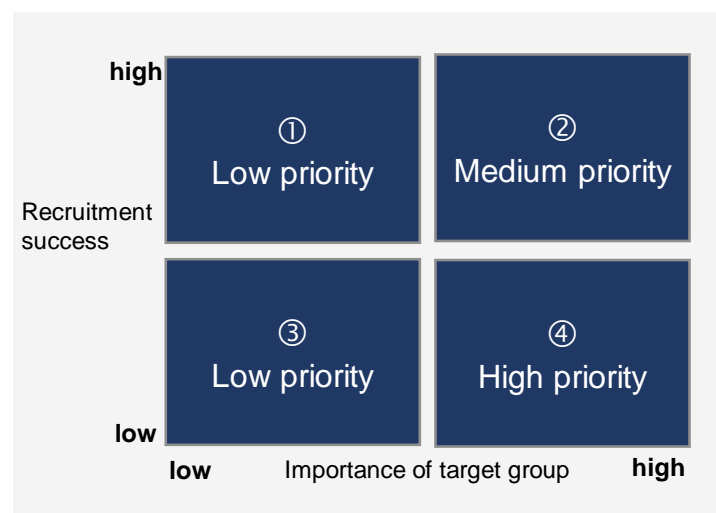 high
①
Low priority
②
Medium priority
Recruitment
success
③
Low priority
④
High priority
low
low
Importance of target group
high